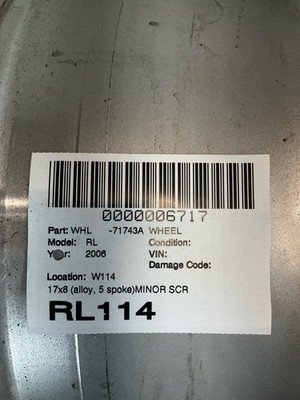 0000006717
Part: WHL -71743A WHEEL
Model: RL Condition:
Year: 2006 VIN:
Damage Code:
Location: W114
17x8 (alloy, 5 spoke)MINOR SCR
RL114